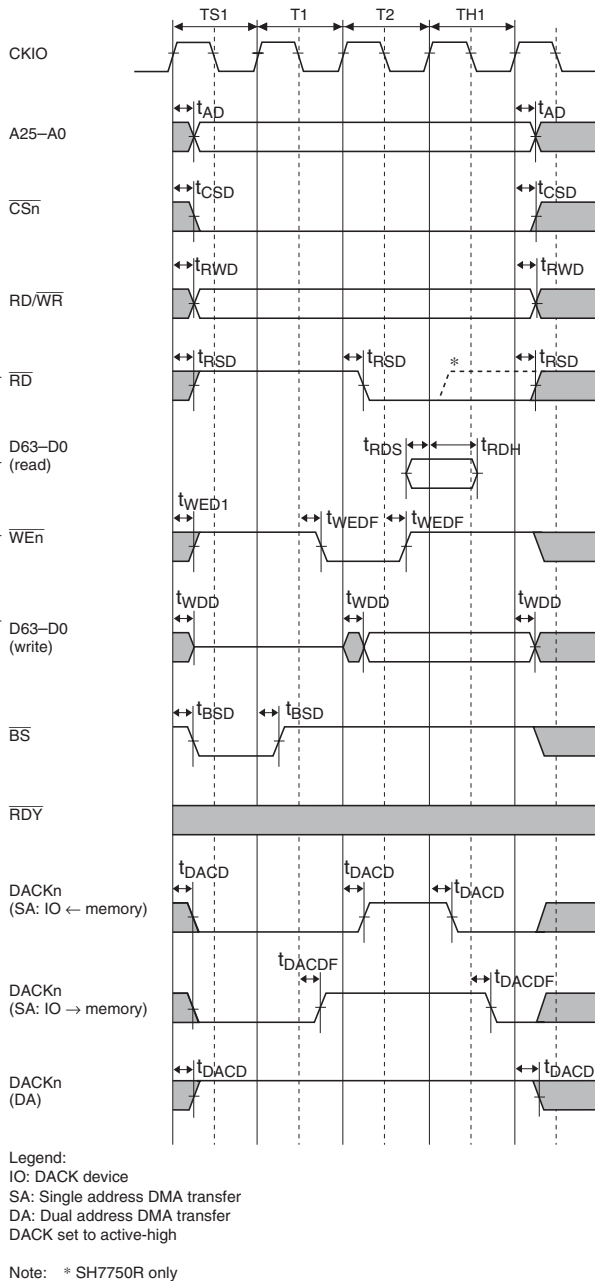 TS1 T1 T2 TH1
CKIO
tAD tAD
A25–A0
tCSD tCSD
CSn
tRWD tRWD
RD/WR
tRSD tRSD * tRSD
RD
D63–D0
(read)
tRDS tRDH
tWED1 tWEDF tWEDF
WEn
tWDD tWDD tWDD
D63–D0
(write)
tBSD tBSD
BS
RDY
tDACD tDACD tDACD
DACKn
(SA: IO ← memory)
tDACDF tDACDF
DACKn
(SA: IO → memory)
tDACD tDACD
DACKn
(DA)
Legend:
IO: DACK device
SA: Single address DMA transfer
DA: Dual address DMA transfer
DACK set to active-high
Note: * SH7750R only